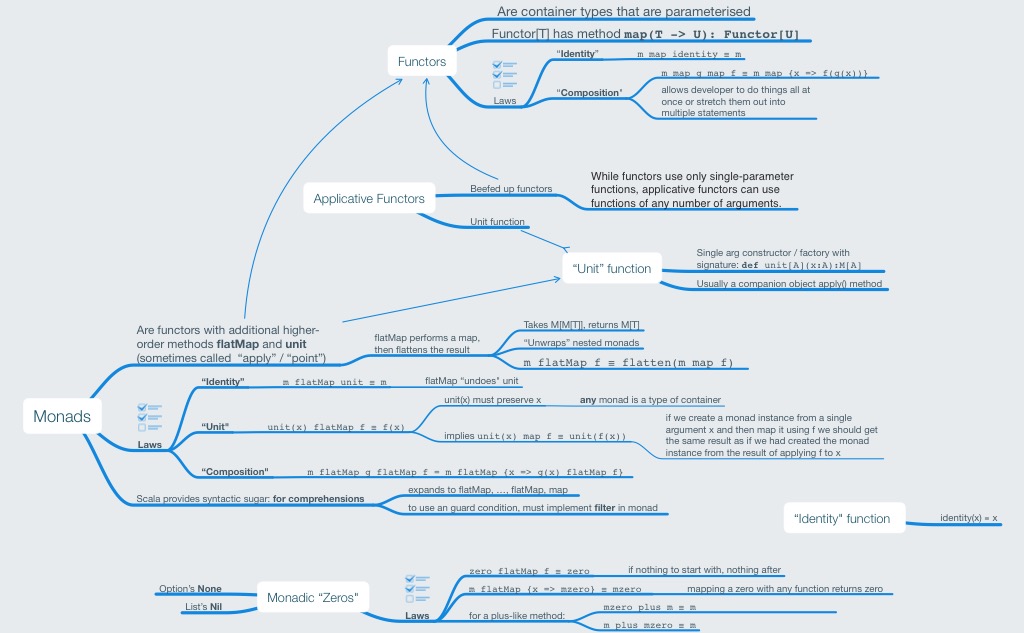 Are container types that are parameterised
Functor[T] has method map(T -> U): Functor[U]
Functors
“Identity”
m map identity ≡ m
Laws
“Composition’
m map g map f ≡ m map {x => f(g(x))}
allows developer to do things all at
once or stretch them out into
multiple statements
Applicative Functors
Beefed up functors
While functors use only single-parameter
functions, applicative functors can use
functions of any number of arguments.
Unit function
“Unit” function
Single arg constructor / factory with
signature: def unit[A](x:A):M[A]
Usually a companion object apply() method
Monads
Are functors with additional higher-
order methods flatMap and unit
(sometimes called “apply” / “point”)
flatMap performs a map,
then flattens the result
Takes M[M[T]], returns M[T]
“Unwraps” nested monads
m flatMap f ≡ flatten(m map f)
Laws
“Identity”
m flatMap unit ≡ m
flatMap “undoes” unit
“Unit”
unit(x) flatMap f ≡ f(x)
unit(x) must preserve x
any monad is a type of container
implies unit(x) map f ≡ unit(f(x))
if we create a monad instance from a single
argument x and then map it using f we should get
the same result as if we had created the monad
instance from the result of applying f to x
“Composition”
m flatMap g flatMap f = m flatMap {x => g(x) flatMap f}
Scala provides syntactic sugar: for comprehensions
expands to flatMap, …, flatMap, map
to use an guard condition, must implement filter in monad
“Identity” function
identity(x) = x
Monadic “Zeros”
Option’s None
List’s Nil
Laws
zero flatMap f ≡ zero
if nothing to start with, nothing after
m flatMap {x => mzero} ≡ mzero
mapping a zero with any function returns zero
for a plus-like method:
mzero plus m ≡ m
m plus mzero ≡ m